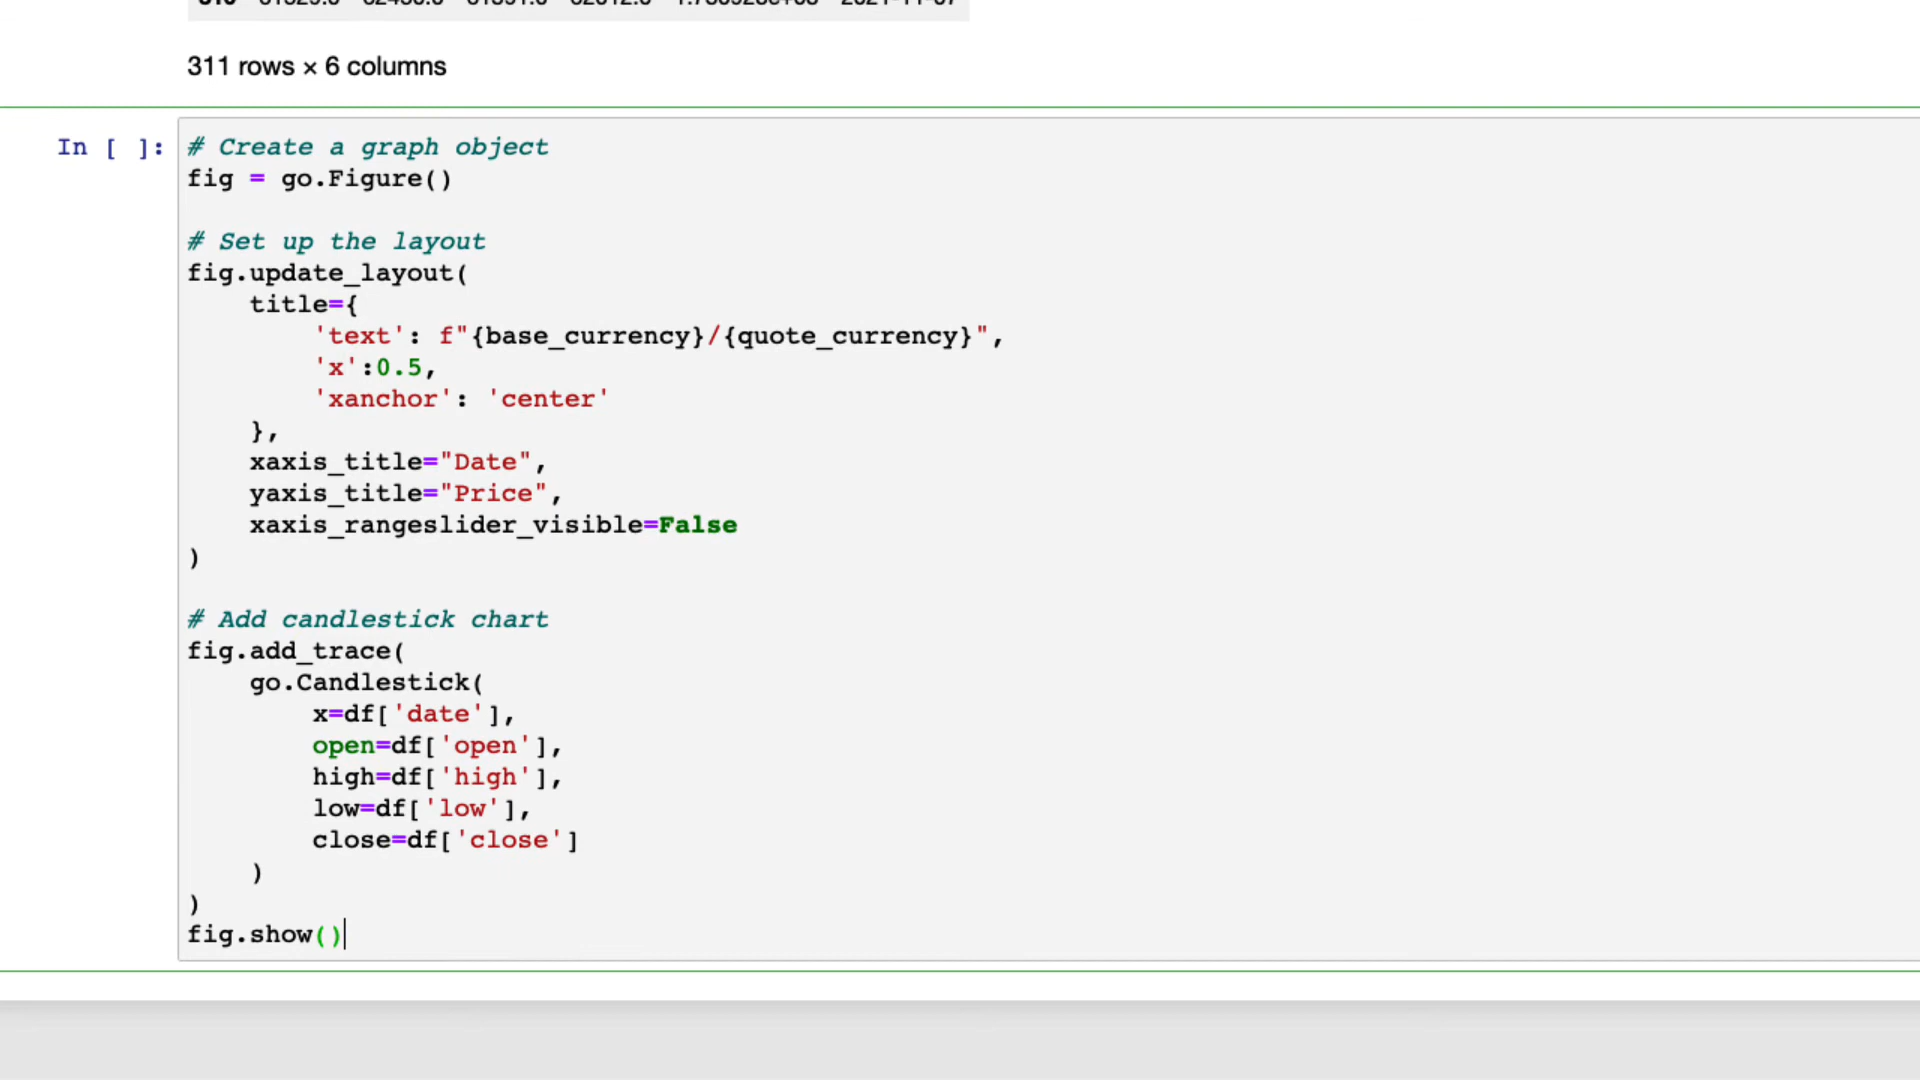 311 rows × 6 columns
In [ ]:
# Create a graph object
fig = go.Figure()
# Set up the layout
fig.update_layout(
    title={
        'text': f"{base_currency}/{quote_currency}",
        'x':0.5,
        'xanchor': 'center'
    },
    xaxis_title="Date",
    yaxis_title="Price",
    xaxis_rangeslider_visible=False
)
# Add candlestick chart
fig.add_trace(
    go.Candlestick(
        x=df['date'],
        open=df['open'],
        high=df['high'],
        low=df['low'],
        close=df['close']
    )
)
fig.show()